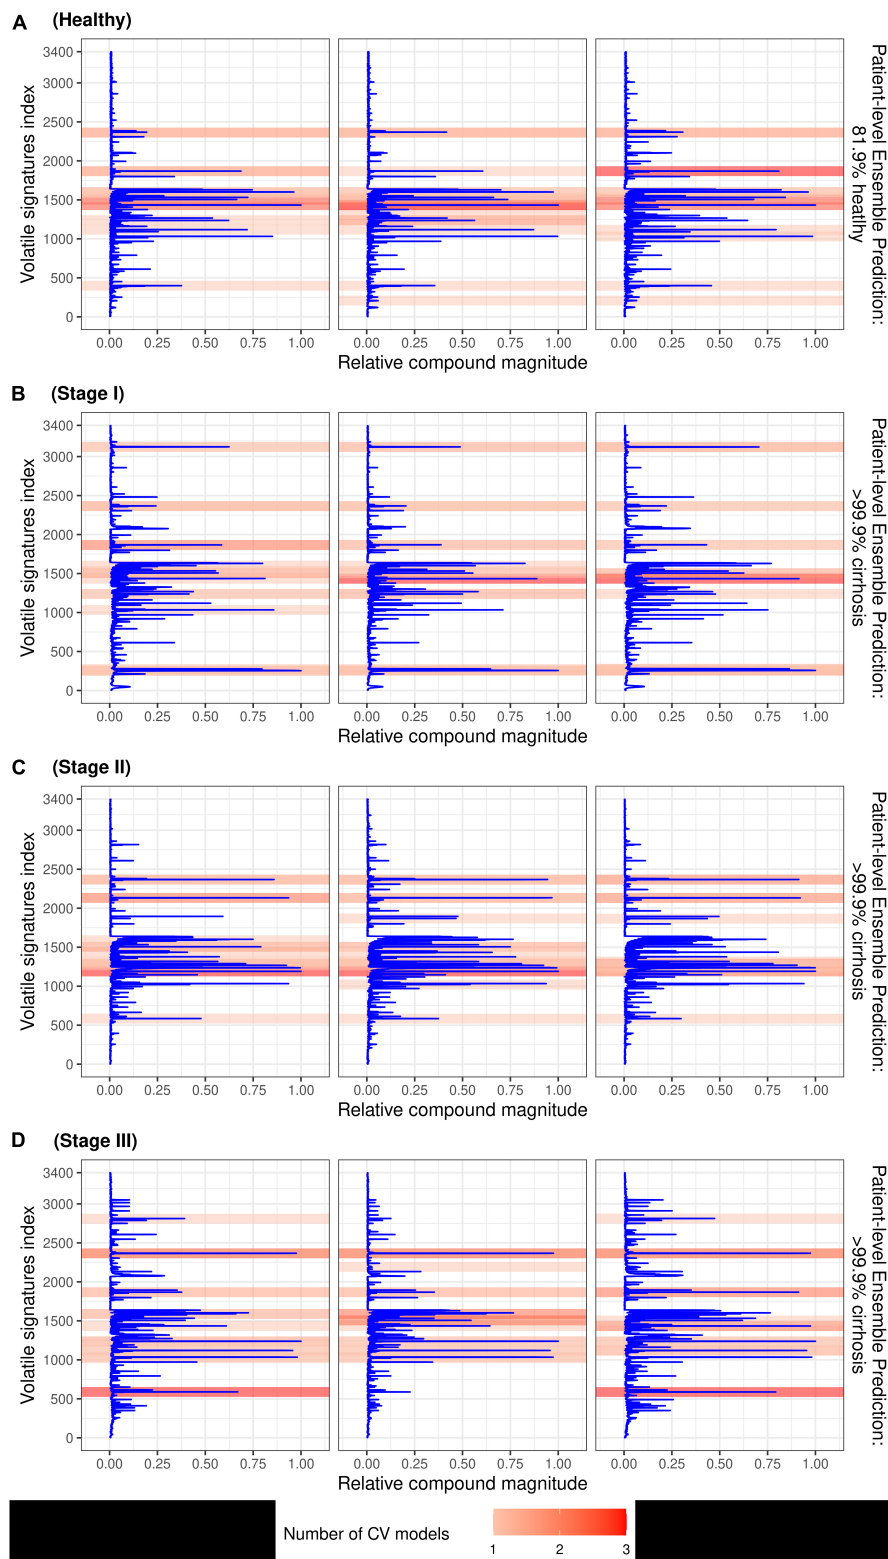 A (Healthy)
Volatile signatures index
3400
3000
2500
2000
1500
1000
500
0
0.00 0.25 0.50 0.75 1.00 0.00 0.25 0.50 0.75 1.00 0.00 0.25 0.50 0.75 1.00
Relative compound magnitude
Patient-level Ensemble Prediction:
81.9% healthy
B (Stage I)
Volatile signatures index
3400
3000
2500
2000
1500
1000
500
0
0.00 0.25 0.50 0.75 1.00 0.00 0.25 0.50 0.75 1.00 0.00 0.25 0.50 0.75 1.00
Relative compound magnitude
Patient-level Ensemble Prediction:
>99.9% cirrhosis
C (Stage II)
Volatile signatures index
3400
3000
2500
2000
1500
1000
500
0
0.00 0.25 0.50 0.75 1.00 0.00 0.25 0.50 0.75 1.00 0.00 0.25 0.50 0.75 1.00
Relative compound magnitude
Patient-level Ensemble Prediction:
>99.9% cirrhosis
D (Stage III)
Volatile signatures index
3400
3000
2500
2000
1500
1000
500
0
0.00 0.25 0.50 0.75 1.00 0.00 0.25 0.50 0.75 1.00 0.00 0.25 0.50 0.75 1.00
Relative compound magnitude
Patient-level Ensemble Prediction:
>99.9% cirrhosis
Number of CV models
1 2 3